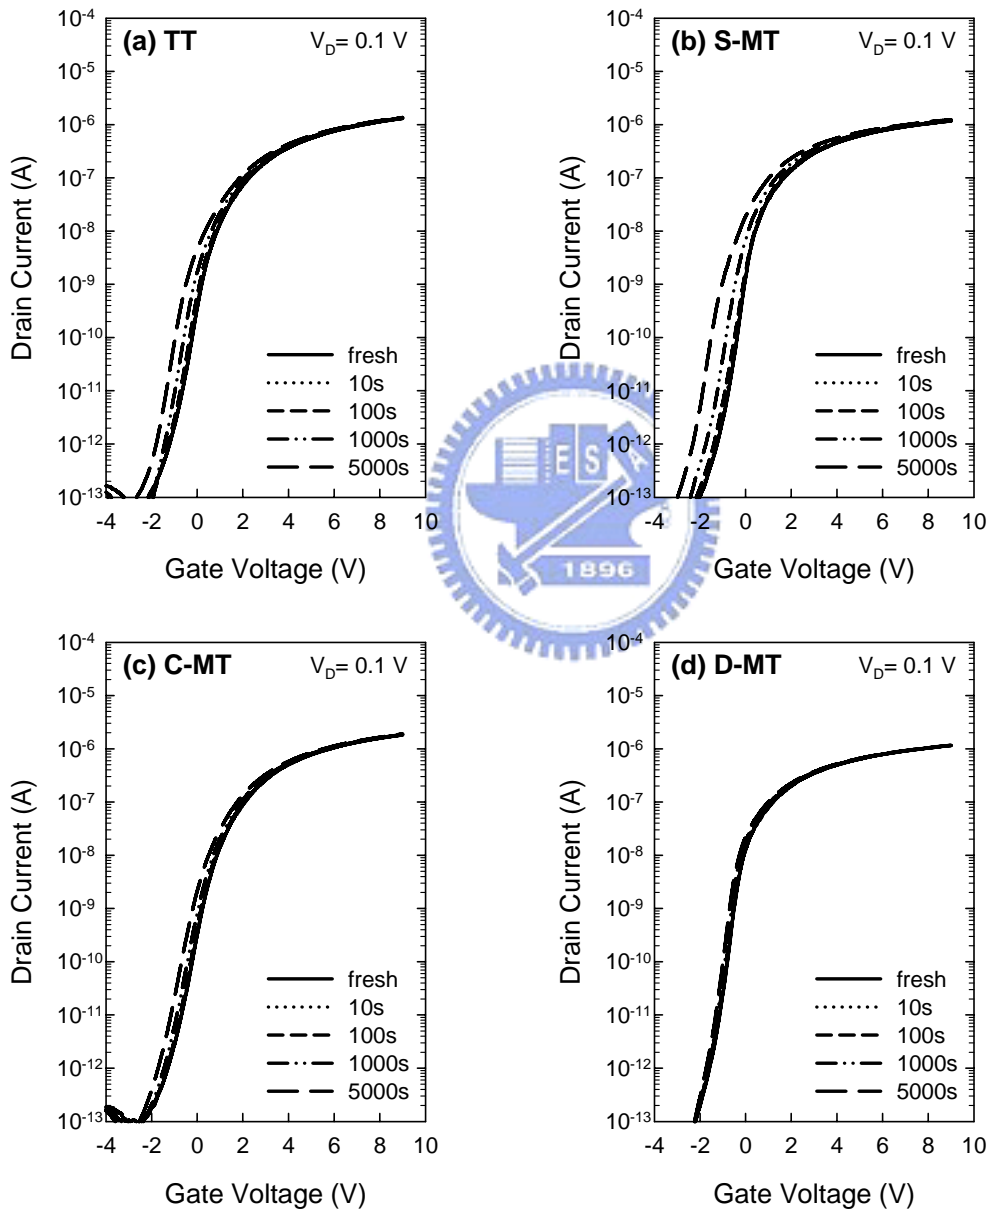 (a) TT
V_D= 0.1 V
Drain Current (A)
10^-4
10^-5
10^-6
10^-7
10^-8
10^-9
10^-10
10^-11
10^-12
10^-13
fresh
10s
100s
1000s
5000s
-4 -2 0 2 4 6 8 10
Gate Voltage (V)
(b) S-MT
V_D= 0.1 V
Drain Current (A)
10^-4
10^-5
10^-6
10^-7
10^-8
10^-9
10^-10
10^-11
10^-12
10^-13
fresh
10s
100s
1000s
5000s
-4 -2 0 2 4 6 8 10
Gate Voltage (V)
E S A
1896
(c) C-MT
V_D= 0.1 V
Drain Current (A)
10^-4
10^-5
10^-6
10^-7
10^-8
10^-9
10^-10
10^-11
10^-12
10^-13
fresh
10s
100s
1000s
5000s
-4 -2 0 2 4 6 8 10
Gate Voltage (V)
(d) D-MT
V_D= 0.1 V
Drain Current (A)
10^-4
10^-5
10^-6
10^-7
10^-8
10^-9
10^-10
10^-11
10^-12
10^-13
fresh
10s
100s
1000s
5000s
-4 -2 0 2 4 6 8 10
Gate Voltage (V)